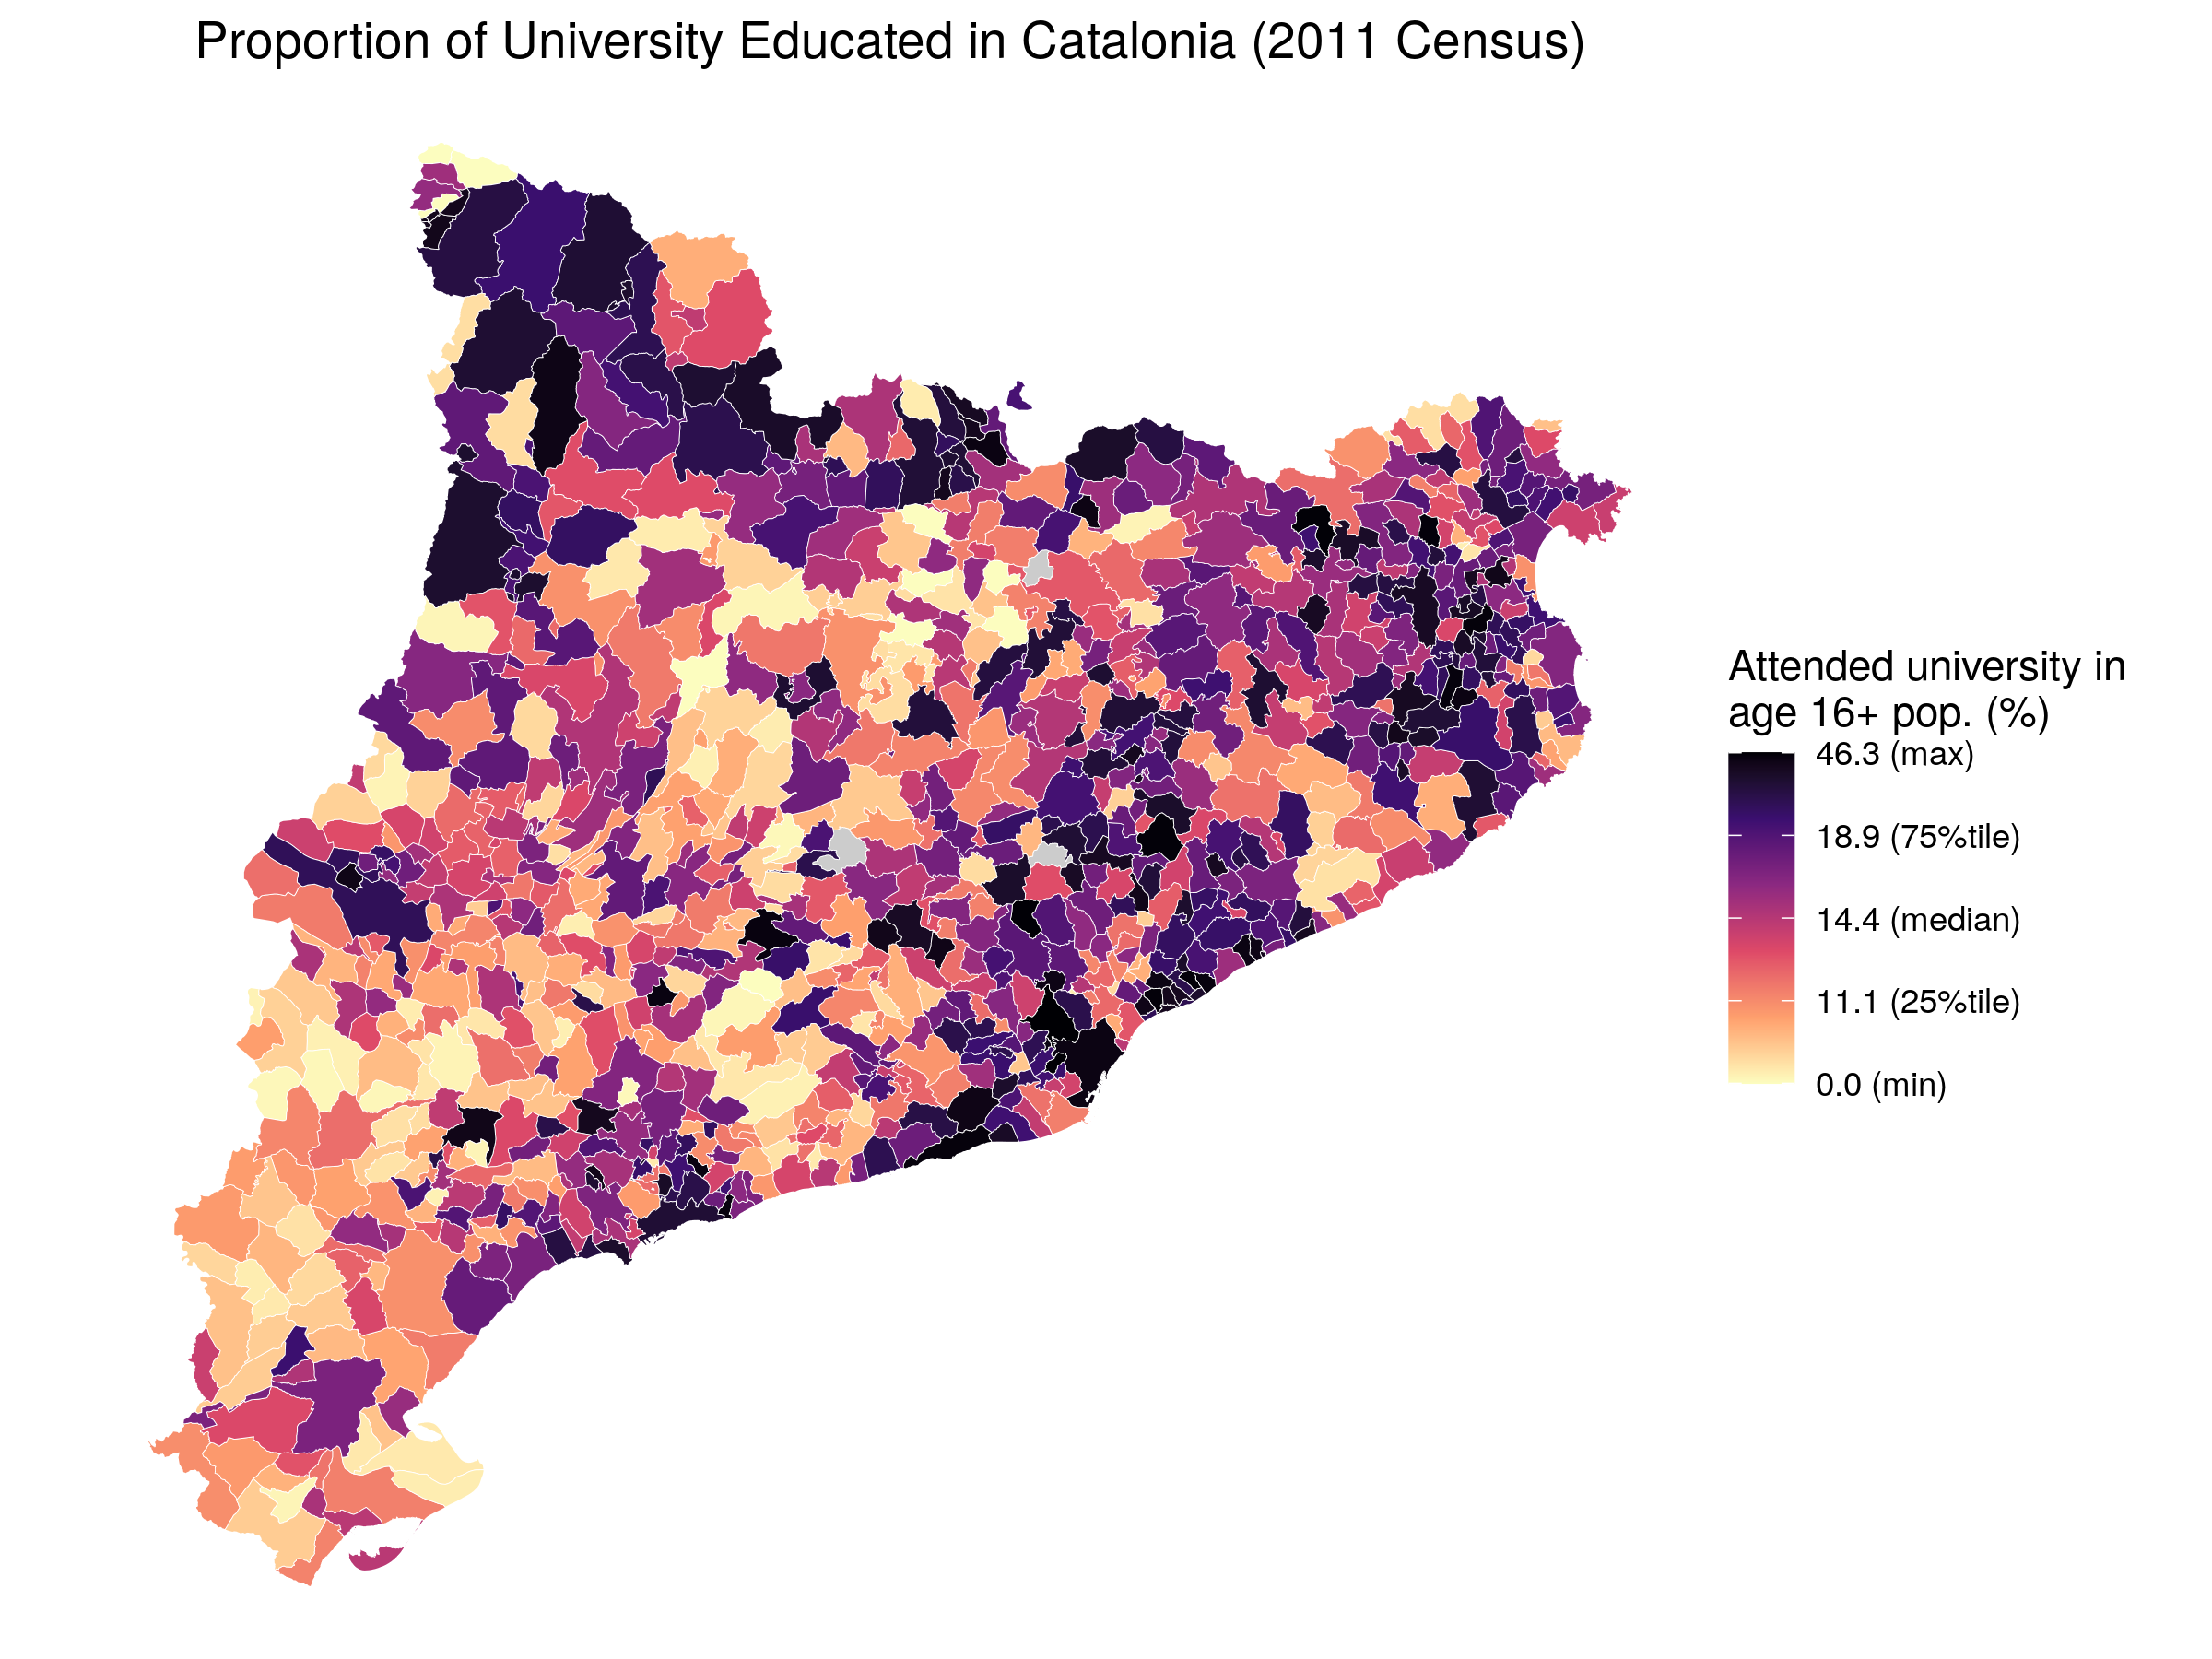 Proportion of University Educated in Catalonia (2011 Census)
Attended university in
age 16+ pop. (%)
46.3 (max)
18.9 (75%tile)
14.4 (median)
11.1 (25%tile)
0.0 (min)